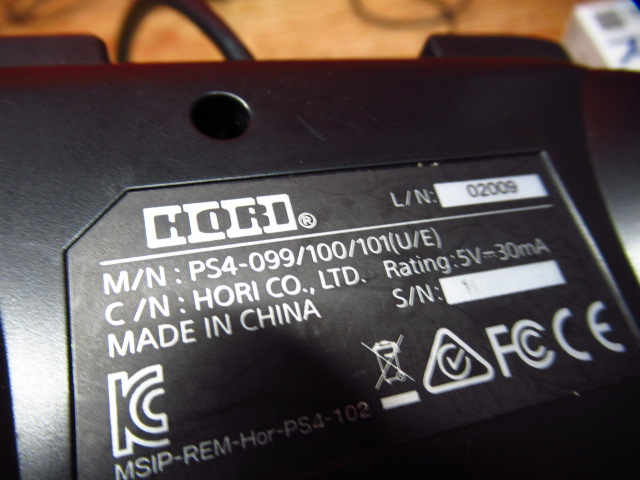 HORI®
L/N: 02009
M/N : PS4-099/100/101(U/E)
C /N : HORI CO., LTD. Rating:5V⎓30mA
MADE IN CHINA
S/N:
FC CE
MSIP-REM-Hor-PS4-102